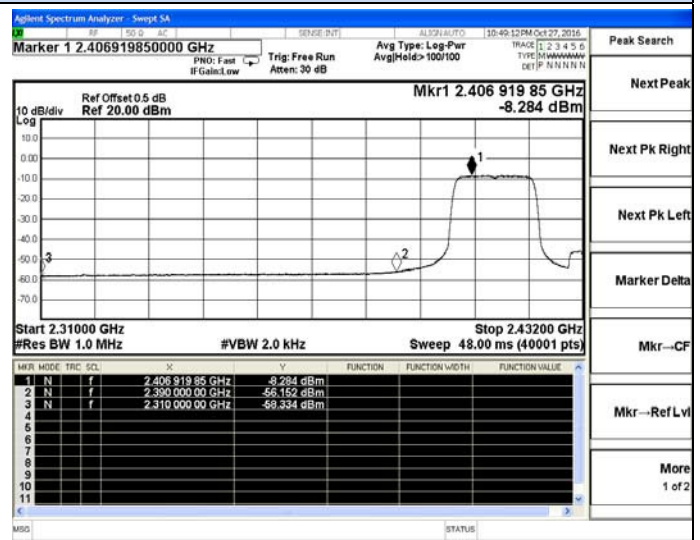 Agilent Spectrum Analyzer - Swept SA
RF 50 Ω AC SENSE:INT ALIGN AUTO 10:49:12 PM Oct 27, 2016
Marker 1 2.406919850000 GHz
PNO: Fast
IFGain:Low
Trig: Free Run
Atten: 30 dB
Avg Type: Log-Pwr
Avg|Hold:> 100/100
TRACE 1 2 3 4 5 6
TYPE MWWWWW
DET P N N N N N
Ref Offset 0.5 dB
10 dB/div Ref 20.00 dBm
Log
Mkr1 2.406 919 85 GHz
-8.284 dBm
10.0
0.00
-10.0
-20.0
-30.0
-40.0
-50.0
-60.0
-70.0
1
2
3
Start 2.31000 GHz
Stop 2.43200 GHz
#Res BW 1.0 MHz #VBW 2.0 kHz Sweep 48.00 ms (40001 pts)
MKR MODE TRC SCL X Y FUNCTION FUNCTION WIDTH FUNCTION VALUE
1 N f 2.406 919 85 GHz -8.284 dBm
2 N f 2.390 000 00 GHz -56.152 dBm
3 N f 2.310 000 00 GHz -58.334 dBm
4
5
6
7
8
9
10
11
MSG STATUS
Peak Search
Next Peak
Next Pk Right
Next Pk Left
Marker Delta
Mkr→CF
Mkr→Ref Lvl
More
1 of 2